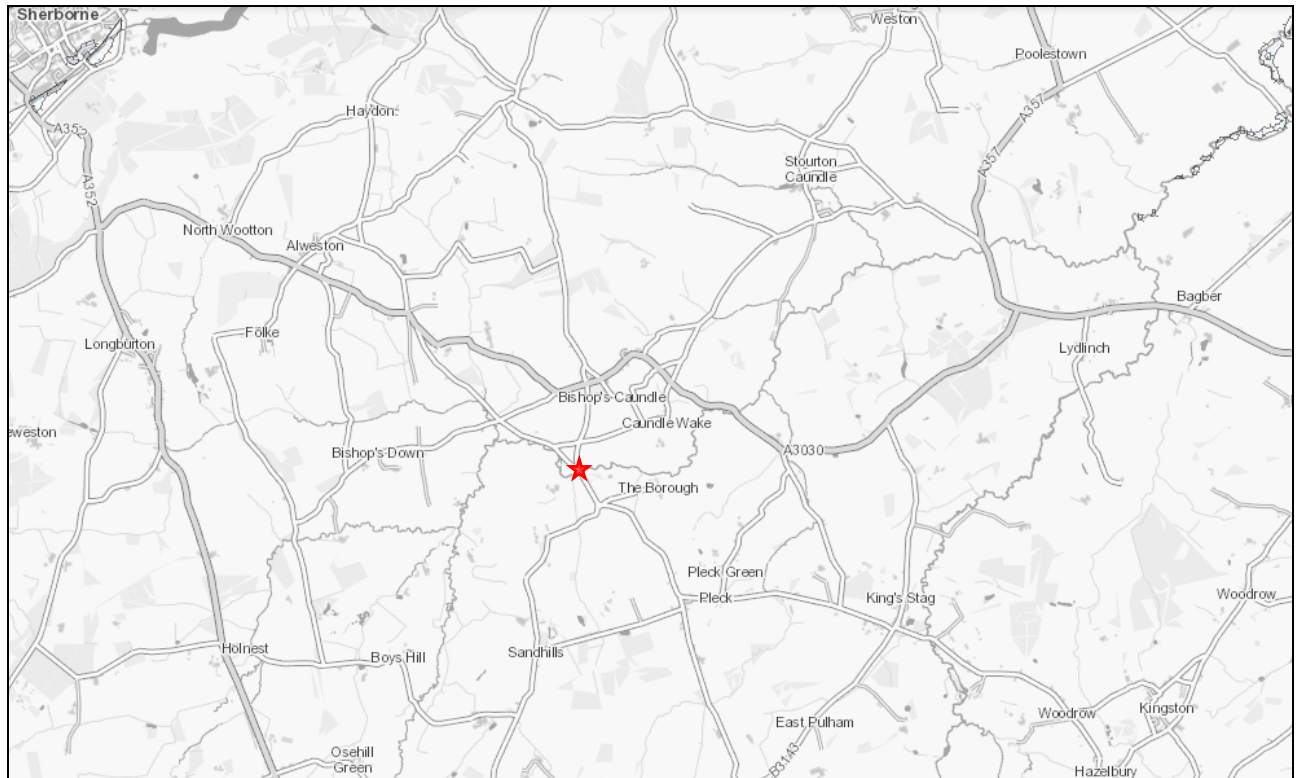 Sherborne
Weston
Poolestown
A357
Haydon
A352
Stourton
Caundle
A357
A352
North Wootton
Alweston
Bagber
Folke
Longburton
Lydlinch
Bishop's Caundle
Caundle Wake
eweston
Bishop's Down
A3030
The Borough
Pleck Green
Pleck
King's Stag
Woodrow
Holnest
Boys Hill
Sandhills
East Pulham
Woodrow
Kingston
Osehill
Green
B3143
Hazelbury